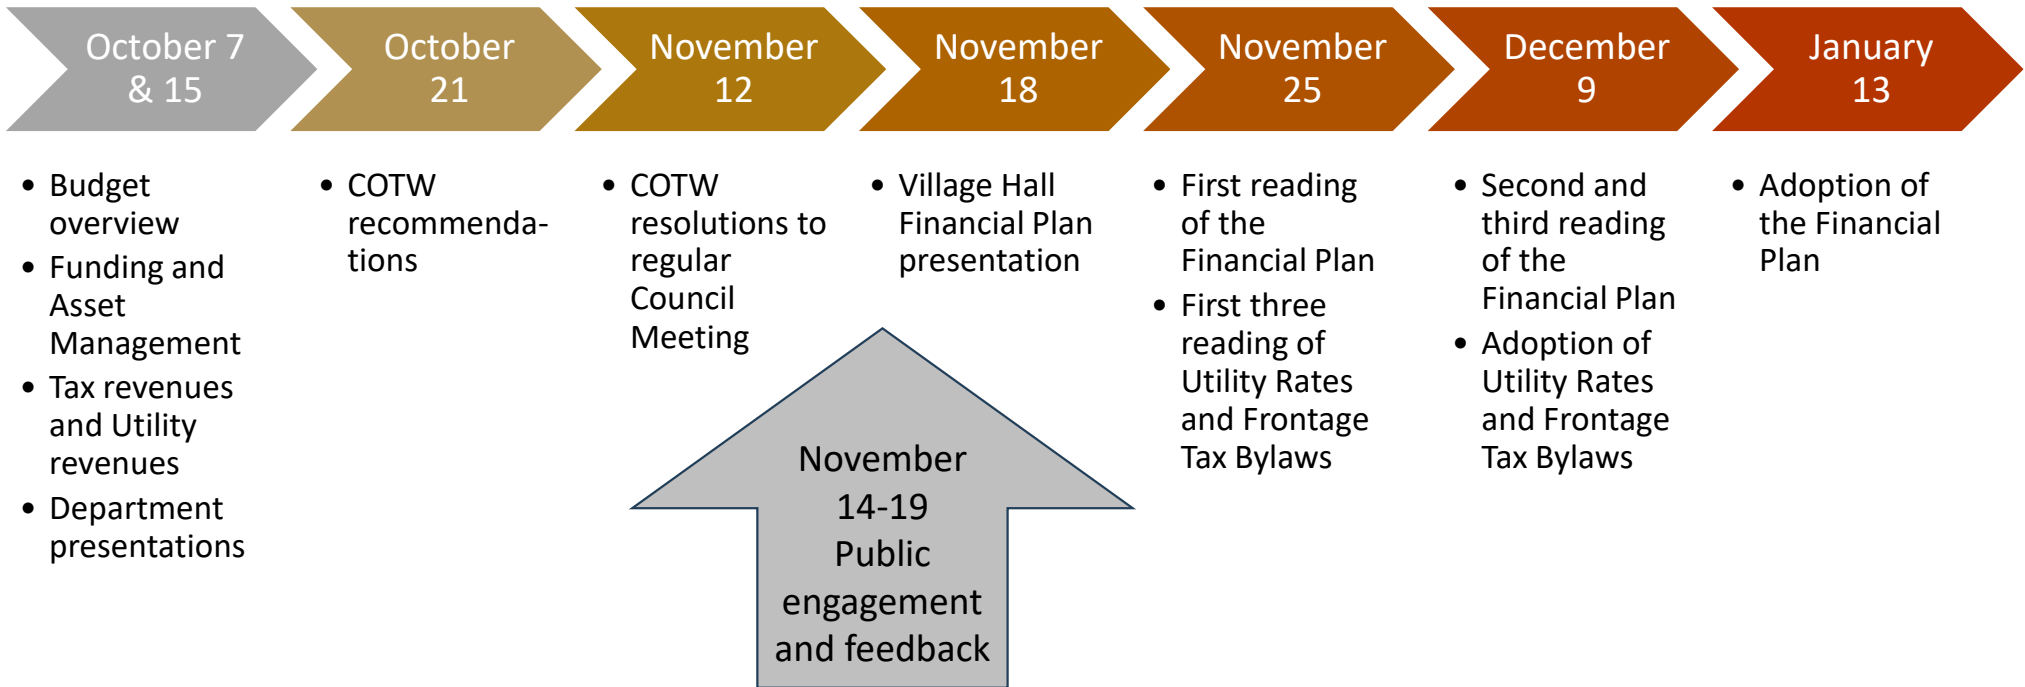 October 7
& 15
October
21
November
12
November
18
November
25
December
9
January
13
• Budget
overview
• Funding and
Asset
Management
• Tax revenues
and Utility
revenues
• Department
presentations
• COTW
recommenda-
tions
• COTW
resolutions to
regular
Council
Meeting
• Village Hall
Financial Plan
presentation
• First reading
of the
Financial Plan
• First three
reading of
Utility Rates
and Frontage
Tax Bylaws
• Second and
third reading
of the
Financial Plan
• Adoption of
Utility Rates
and Frontage
Tax Bylaws
• Adoption of
the Financial
Plan
November
14-19
Public
engagement
and feedback